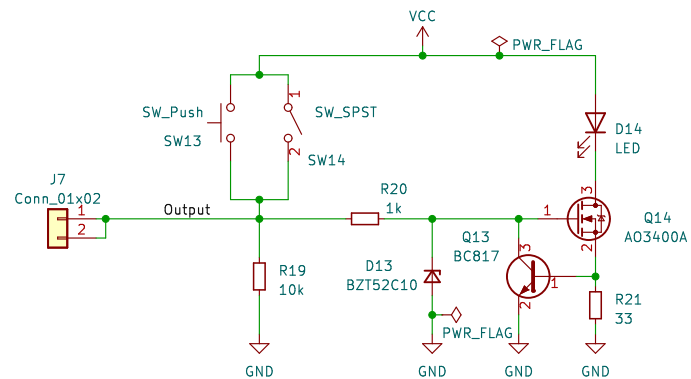 VCC
PWR_FLAG
SW_Push
1
SW_SPST
D14
LED
SW13
2
SW14
J7
Conn_01x02
1
Output
2
R20
1k
3
1
Q14
AO3400A
2
Q13
BC817
3
D13
BZT52C10
R19
10k
1
2
R21
33
PWR_FLAG
GND
GND
GND
GND